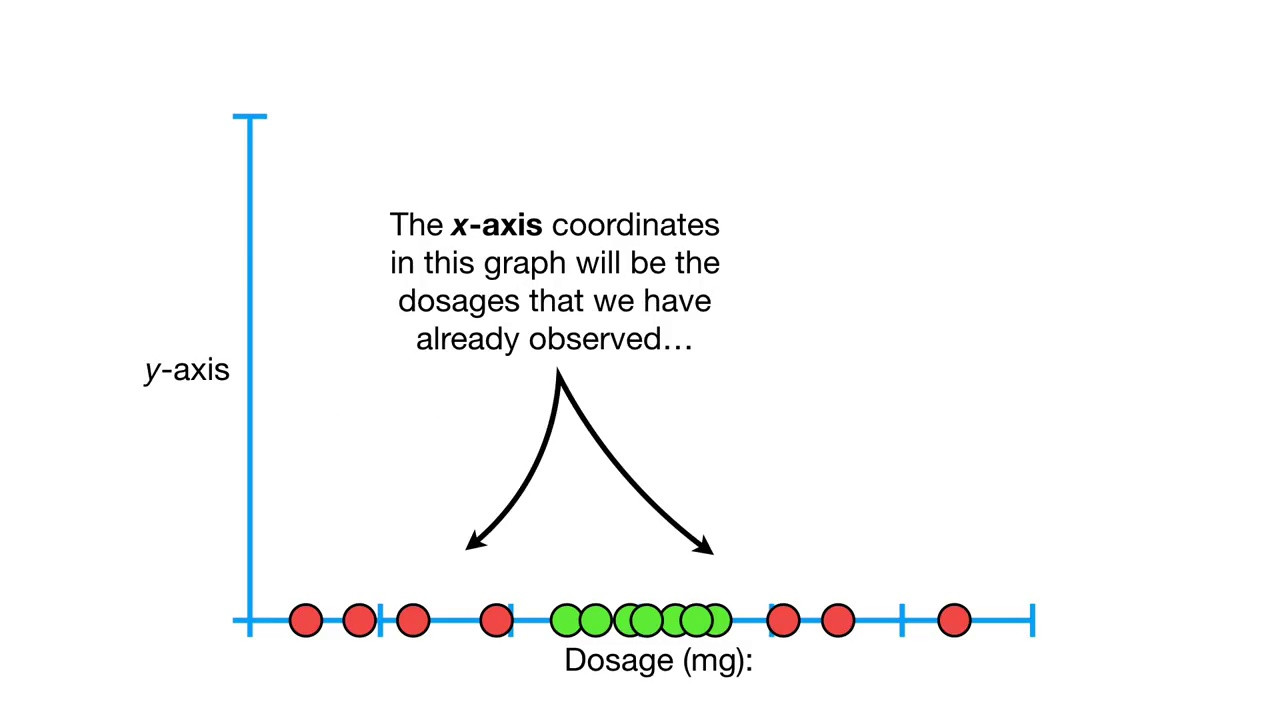 The x-axis coordinates
in this graph will be the
dosages that we have
already observed…
y-axis
Dosage (mg):